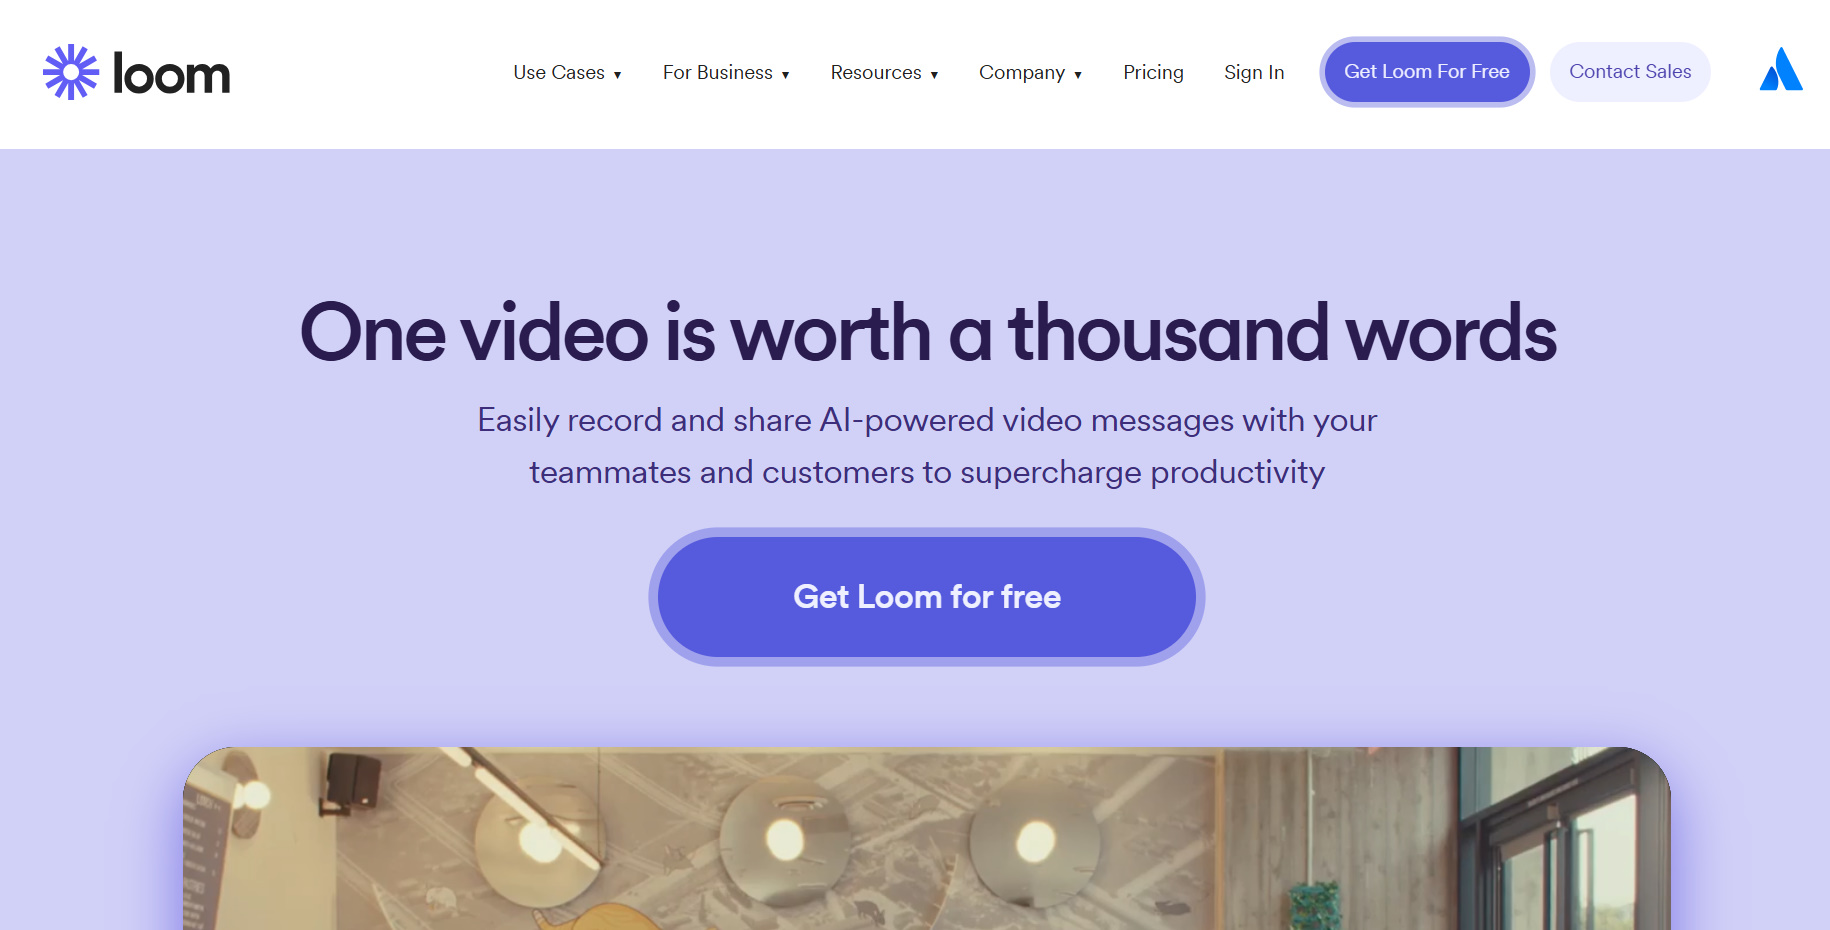 loom
Use Cases ▼ For Business ▼ Resources ▼ Company ▼ Pricing Sign In Get Loom For Free Contact Sales
One video is worth a thousand words
Easily record and share AI-powered video messages with your
teammates and customers to supercharge productivity
Get Loom for free